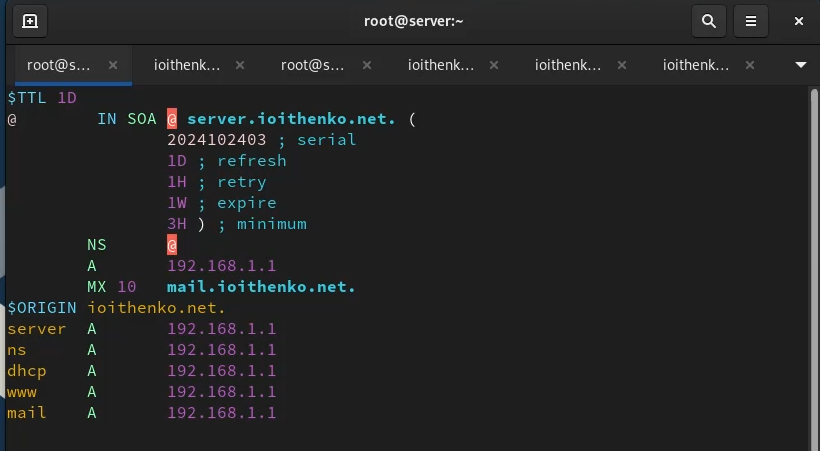 root@server:~
root@s... ioithenk... root@s... ioithenk... ioithenk... ioithenk...
$TTL 1D
@ IN SOA @ server.ioithenko.net. (
2024102403 ; serial
1D ; refresh
1H ; retry
1W ; expire
3H ) ; minimum
NS @
A 192.168.1.1
MX 10 mail.ioithenko.net.
$ORIGIN ioithenko.net.
server A 192.168.1.1
ns A 192.168.1.1
dhcp A 192.168.1.1
www A 192.168.1.1
mail A 192.168.1.1